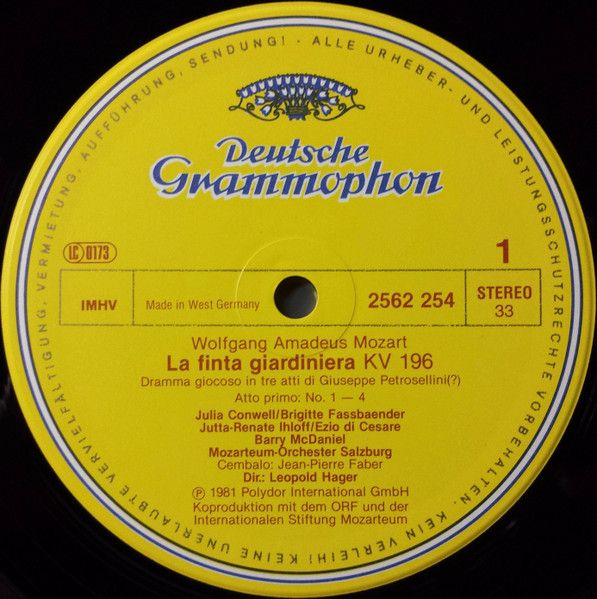 ALLE URHEBER- UND LEISTUNGSSCHUTZRECHTE VORBEHALTEN. KEIN VERLEIH! KEINE UNERLAUBTE VERVIELFÄLTIGUNG, VERMIETUNG, AUFFÜHRUNG, SENDUNG! -
Deutsche
Grammophon
LC 0173
1
IMHV
Made in West Germany
2562 254
STEREO
33
Wolfgang Amadeus Mozart
La finta giardiniera KV 196
Dramma giocoso in tre atti di Giuseppe Petrosellini(?)
Atto primo: No. 1 — 4
Julia Conwell/Brigitte Fassbaender
Jutta-Renate Ihloff/Ezio di Cesare
Barry McDaniel
Mozarteum-Orchester Salzburg
Cembalo: Jean-Pierre Faber
Dir.: Leopold Hager
Ⓟ 1981 Polydor International GmbH
Koproduktion mit dem ORF und der
Internationalen Stiftung Mozarteum